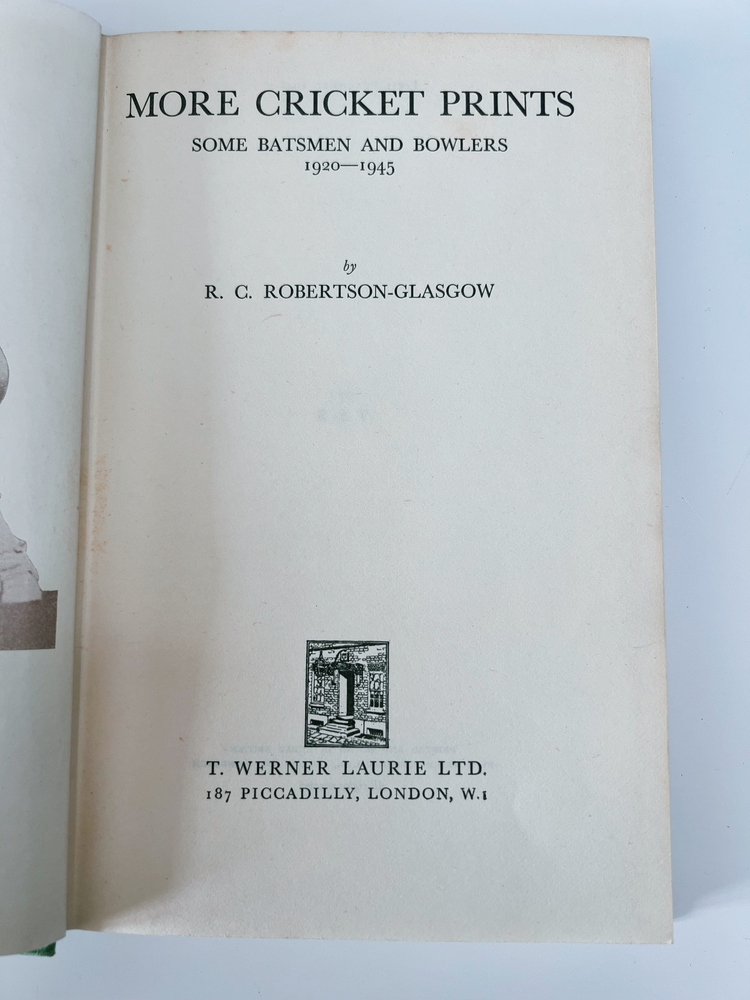 MORE CRICKET PRINTS
SOME BATSMEN AND BOWLERS
1920—1945
by
R. C. ROBERTSON-GLASGOW
T. WERNER LAURIE LTD.
187 PICCADILLY, LONDON, W.1